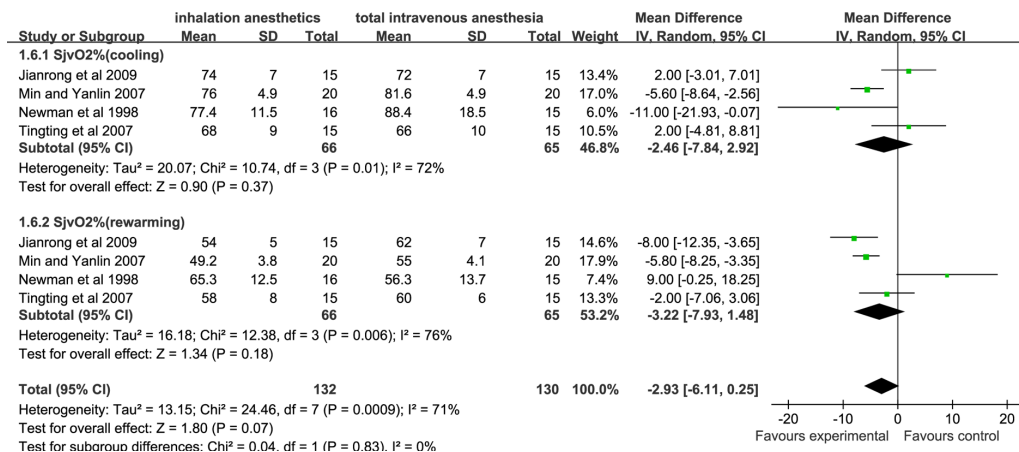 inhalation anesthetics total intravenous anesthesia Mean Difference Mean Difference
Study or Subgroup Mean SD Total Mean SD Total Weight IV, Random, 95% CI IV, Random, 95% CI
1.6.1 SjvO2%(cooling)
Jianrong et al 2009 74 7 15 72 7 15 13.4% 2.00 [-3.01, 7.01]
Min and Yanlin 2007 76 4.9 20 81.6 4.9 20 17.0% -5.60 [-8.64, -2.56]
Newman et al 1998 77.4 11.5 16 88.4 18.5 15 6.0% -11.00 [-21.93, -0.07]
Tingting et al 2007 68 9 15 66 10 15 10.5% 2.00 [-4.81, 8.81]
Subtotal (95% CI) 66 65 46.8% -2.46 [-7.84, 2.92]
Heterogeneity: Tau² = 20.07; Chi² = 10.74, df = 3 (P = 0.01); I² = 72%
Test for overall effect: Z = 0.90 (P = 0.37)
1.6.2 SjvO2%(rewarming)
Jianrong et al 2009 54 5 15 62 7 15 14.6% -8.00 [-12.35, -3.65]
Min and Yanlin 2007 49.2 3.8 20 55 4.1 20 17.9% -5.80 [-8.25, -3.35]
Newman et al 1998 65.3 12.5 16 56.3 13.7 15 7.4% 9.00 [-0.25, 18.25]
Tingting et al 2007 58 8 15 60 6 15 13.3% -2.00 [-7.06, 3.06]
Subtotal (95% CI) 66 65 53.2% -3.22 [-7.93, 1.48]
Heterogeneity: Tau² = 16.18; Chi² = 12.38, df = 3 (P = 0.006); I² = 76%
Test for overall effect: Z = 1.34 (P = 0.18)
Total (95% CI) 132 130 100.0% -2.93 [-6.11, 0.25]
Heterogeneity: Tau² = 13.15; Chi² = 24.46, df = 7 (P = 0.0009); I² = 71%
Test for overall effect: Z = 1.80 (P = 0.07)
Test for subgroup differences: Chi² = 0.04, df = 1 (P = 0.83), I² = 0%
-20 -10 0 10 20
Favours experimental Favours control